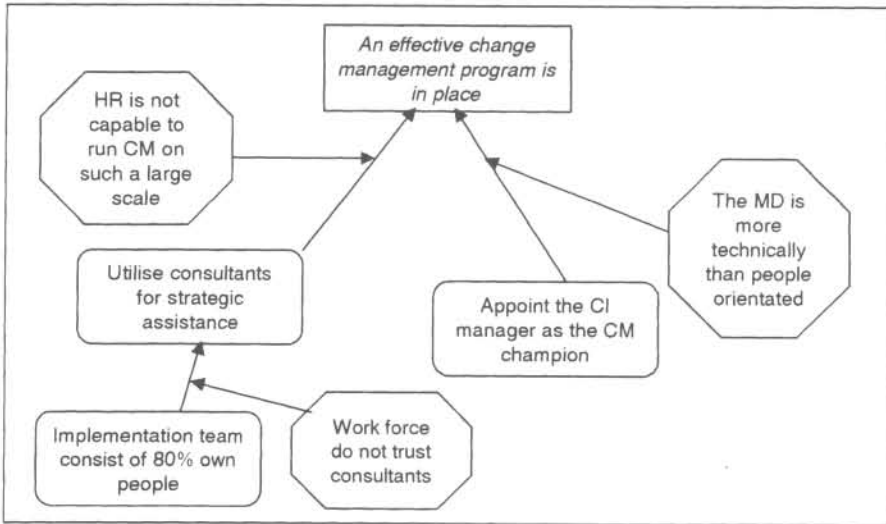 An effective change
management program is
in place
HR is not
capable to
run CM on
such a large
scale
The MD is
more
technically
than people
orientated
Utilise consultants
for strategic
assistance
Appoint the CI
manager as the CM
champion
Implementation team
consist of 80% own
people
Work force
do not trust
consultants